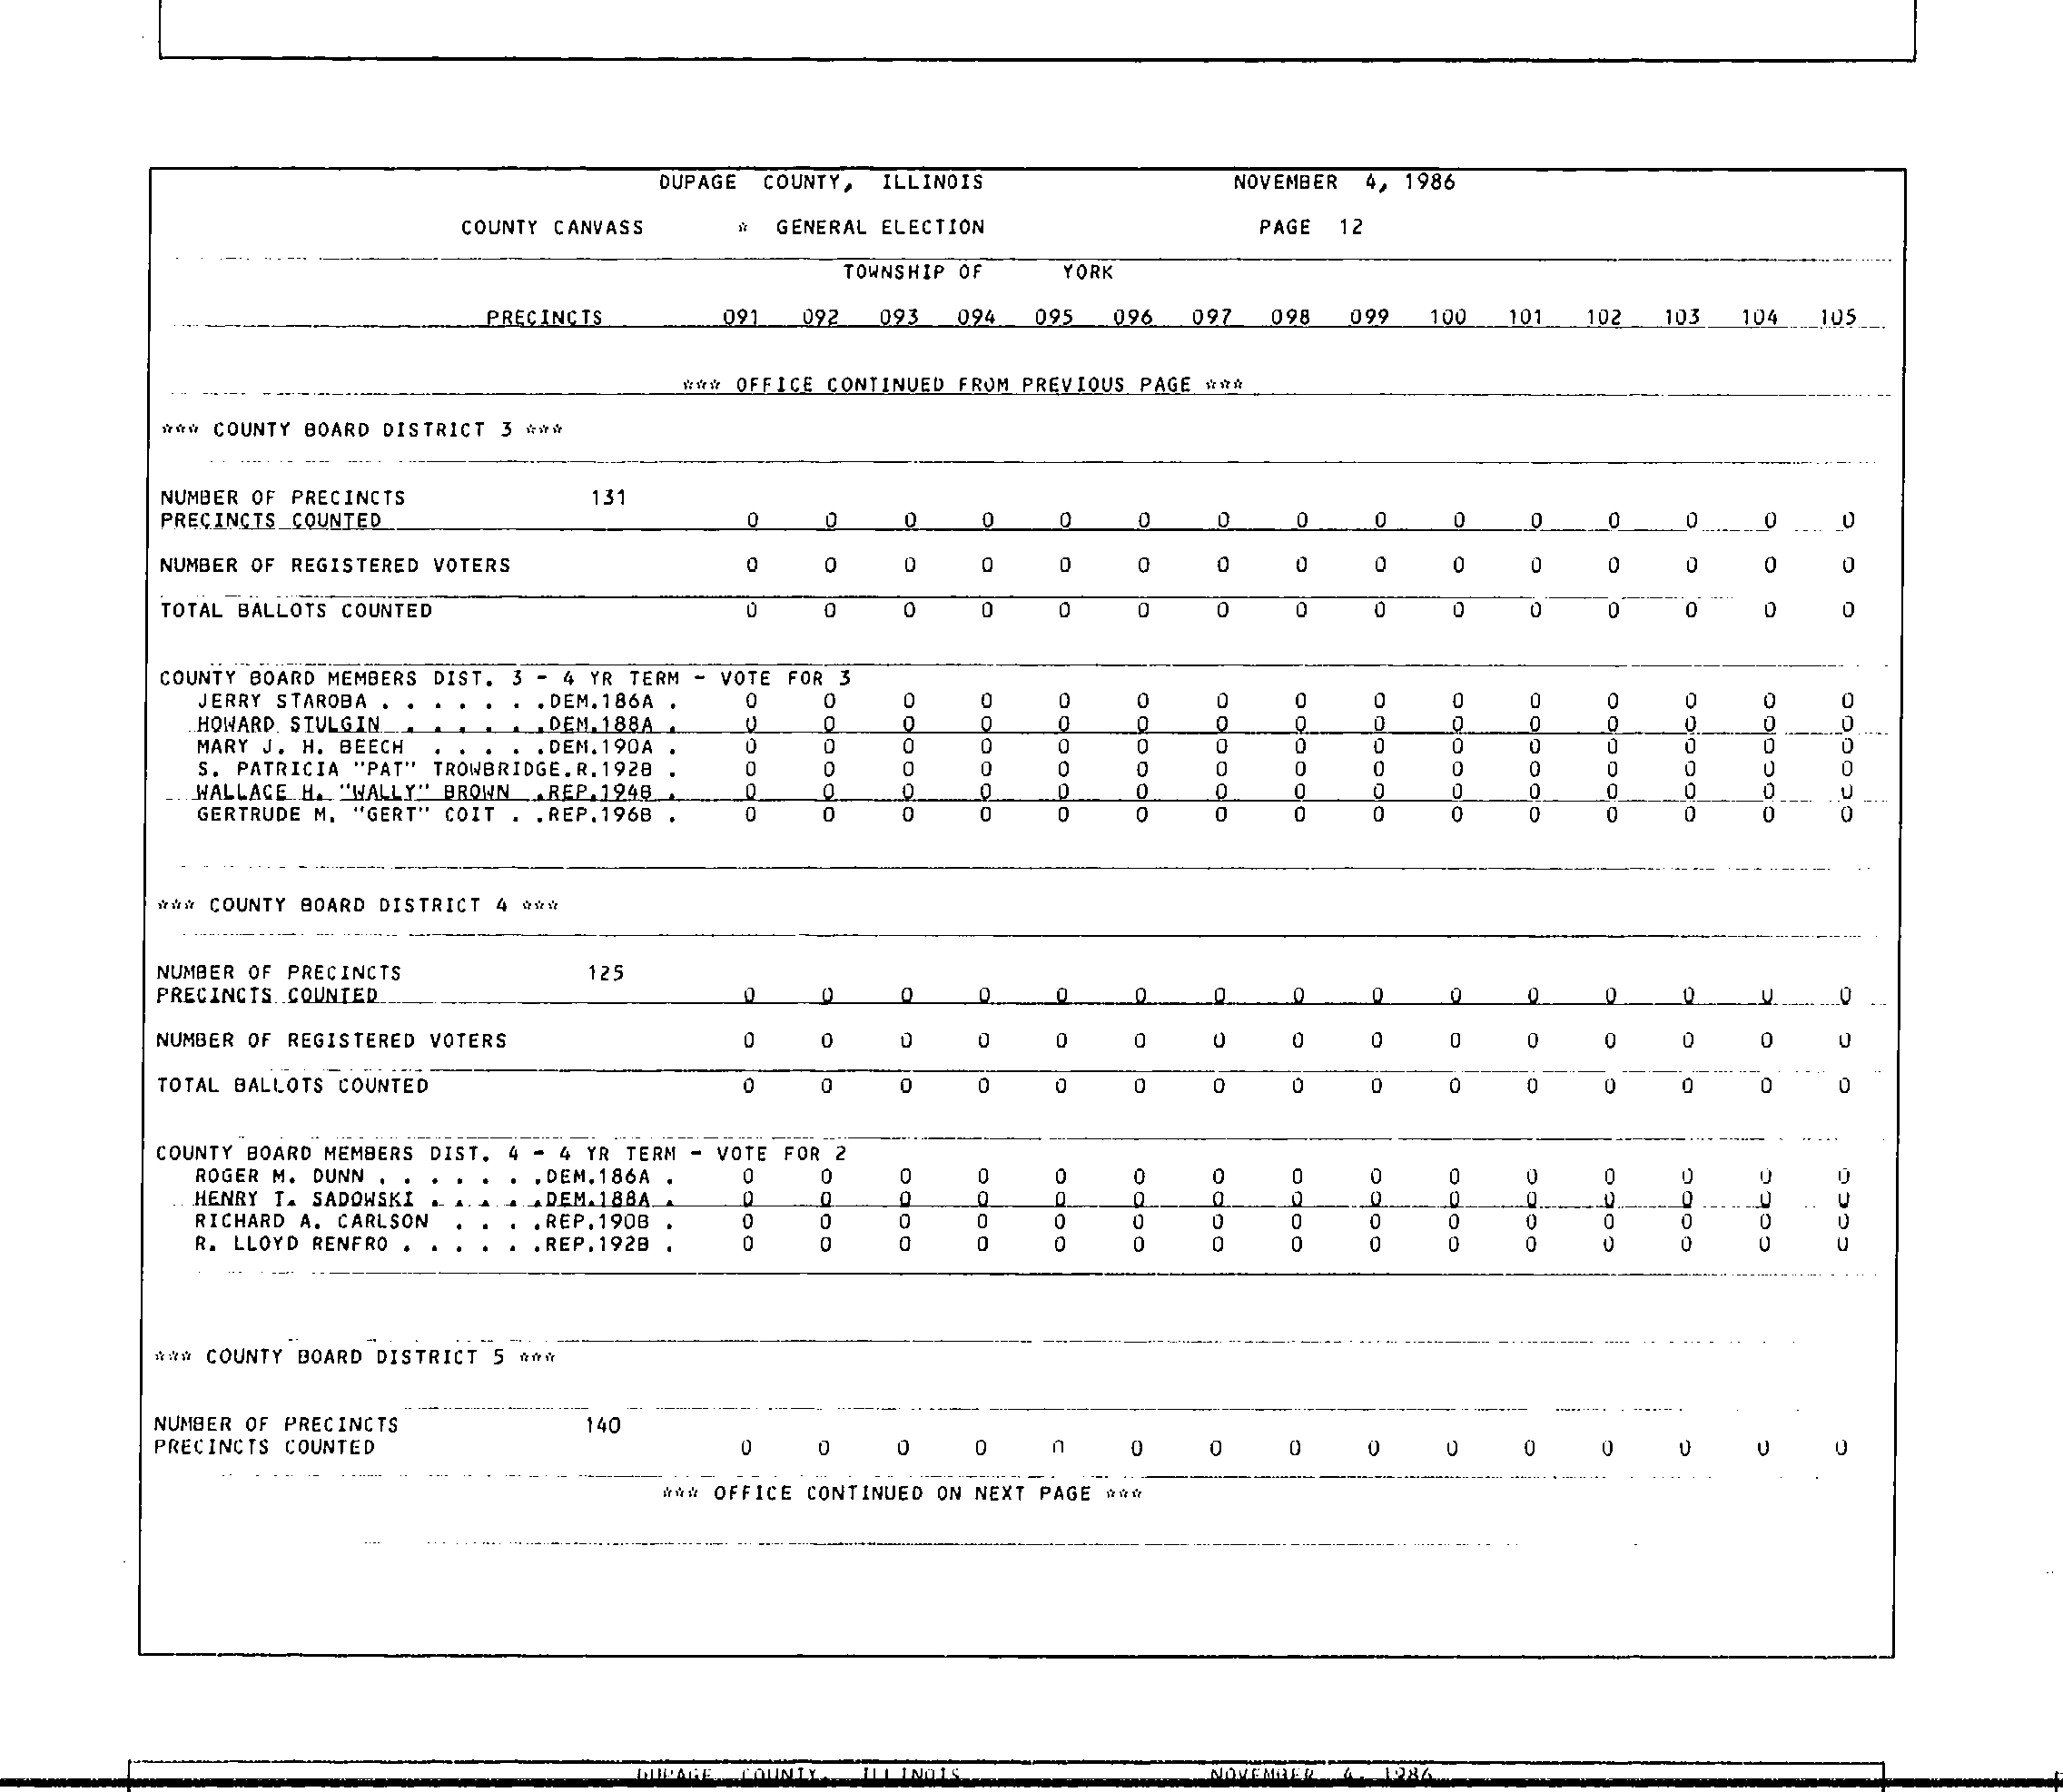 DUPAGE COUNTY, ILLINOIS NOVEMBER 4, 1986
COUNTY CANVASS * GENERAL ELECTION PAGE 12
TOWNSHIP OF YORK
PRECINCTS 091 092 093 094 095 096 097 098 099 100 101 102 103 104 105
*** OFFICE CONTINUED FROM PREVIOUS PAGE ***
*** COUNTY BOARD DISTRICT 3 ***
NUMBER OF PRECINCTS 131
PRECINCTS COUNTED 0 0 0 0 0 0 0 0 0 0 0 0 0 0 0
NUMBER OF REGISTERED VOTERS 0 0 0 0 0 0 0 0 0 0 0 0 0 0 0
TOTAL BALLOTS COUNTED 0 0 0 0 0 0 0 0 0 0 0 0 0 0 0
COUNTY BOARD MEMBERS DIST. 3 - 4 YR TERM - VOTE FOR 3
JERRY STAROBA . . . . . . .DEM.186A . 0 0 0 0 0 0 0 0 0 0 0 0 0 0 0
HOWARD STULGIN . . . . . .DEM.188A . 0 0 0 0 0 0 0 0 0 0 0 0 0 0 0
MARY J. H. BEECH . . . . .DEM.190A . 0 0 0 0 0 0 0 0 0 0 0 0 0 0 0
S. PATRICIA "PAT" TROWBRIDGE.R.192B . 0 0 0 0 0 0 0 0 0 0 0 0 0 0 0
WALLACE H. "WALLY" BROWN .REP.194B . 0 0 0 0 0 0 0 0 0 0 0 0 0 0 0
GERTRUDE M. "GERT" COIT . .REP.196B . 0 0 0 0 0 0 0 0 0 0 0 0 0 0 0
*** COUNTY BOARD DISTRICT 4 ***
NUMBER OF PRECINCTS 125
PRECINCTS COUNTED 0 0 0 0 0 0 0 0 0 0 0 0 0 0 0
NUMBER OF REGISTERED VOTERS 0 0 0 0 0 0 0 0 0 0 0 0 0 0 0
TOTAL BALLOTS COUNTED 0 0 0 0 0 0 0 0 0 0 0 0 0 0 0
COUNTY BOARD MEMBERS DIST. 4 - 4 YR TERM - VOTE FOR 2
ROGER M. DUNN . . . . . . .DEM.186A . 0 0 0 0 0 0 0 0 0 0 0 0 0 0 0
HENRY T. SADOWSKI . . . . .DEM.188A . 0 0 0 0 0 0 0 0 0 0 0 0 0 0 0
RICHARD A. CARLSON . . . .REP.190B . 0 0 0 0 0 0 0 0 0 0 0 0 0 0 0
R. LLOYD RENFRO . . . . . .REP.192B . 0 0 0 0 0 0 0 0 0 0 0 0 0 0 0
*** COUNTY BOARD DISTRICT 5 ***
NUMBER OF PRECINCTS 140
PRECINCTS COUNTED 0 0 0 0 0 0 0 0 0 0 0 0 0 0 0
*** OFFICE CONTINUED ON NEXT PAGE ***
DUPAGE COUNTY, ILLINOIS NOVEMBER 4, 1986